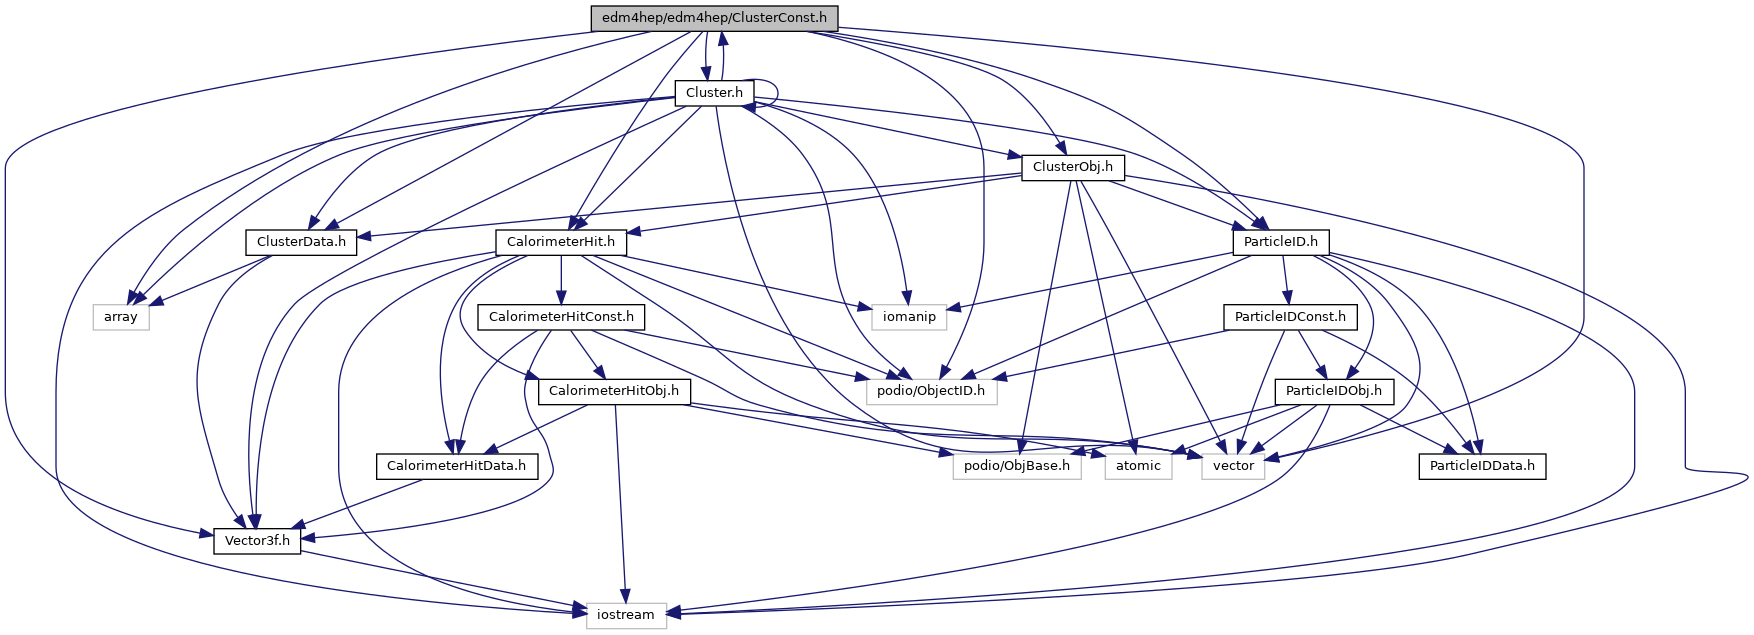 edm4hep/edm4hep/ClusterConst.h
Cluster.h
ClusterObj.h
ClusterData.h
CalorimeterHit.h
ParticleID.h
array
CalorimeterHitConst.h
iomanip
ParticleIDConst.h
CalorimeterHitObj.h
podio/ObjectID.h
ParticleIDObj.h
CalorimeterHitData.h
podio/ObjBase.h
atomic
vector
ParticleIDData.h
Vector3f.h
iostream